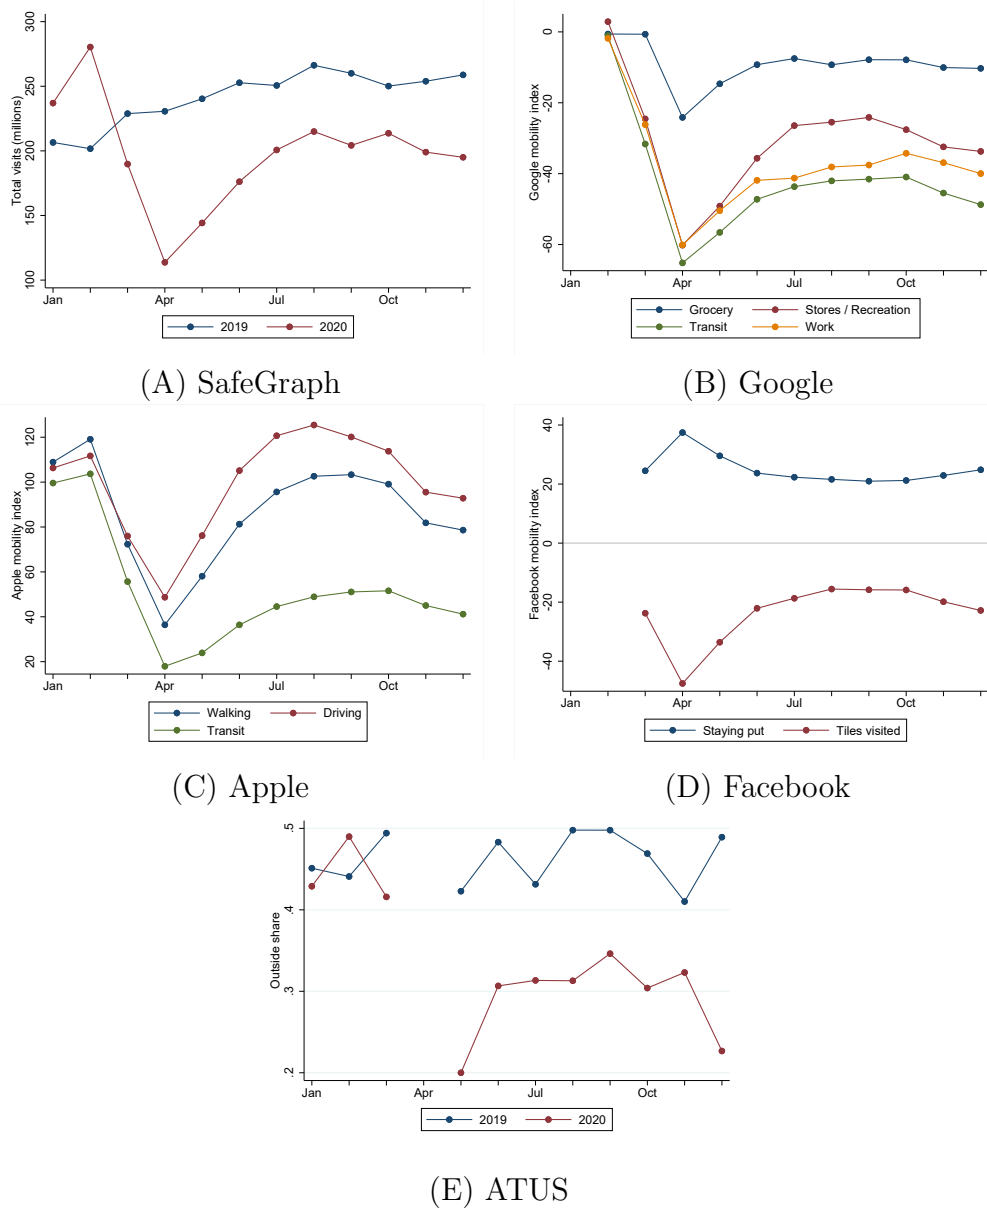 Total visits (millions)
300
250
200
150
100
Jan
Apr
Jul
Oct
2019
2020
(A) SafeGraph
Google mobility index
0
-20
-40
-60
Jan
Apr
Jul
Oct
Grocery
Stores / Recreation
Transit
Work
(B) Google
Apple mobility index
120
100
80
60
40
20
Jan
Apr
Jul
Oct
Walking
Driving
Transit
(C) Apple
Facebook mobility index
40
20
0
-20
-40
Jan
Apr
Jul
Oct
Staying put
Tiles visited
(D) Facebook
Outside share
.5
.4
.3
.2
Jan
Apr
Jul
Oct
2019
2020
(E) ATUS